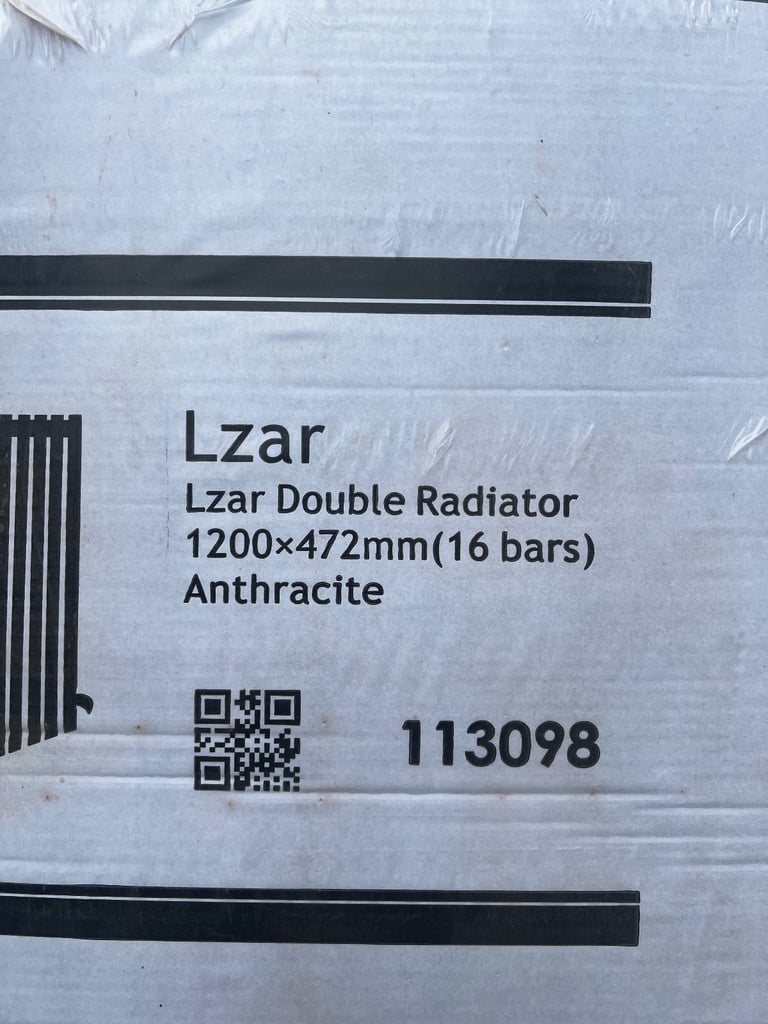 Lzar
Lzar Double Radiator
1200×472mm(16 bars)
Anthracite
113098